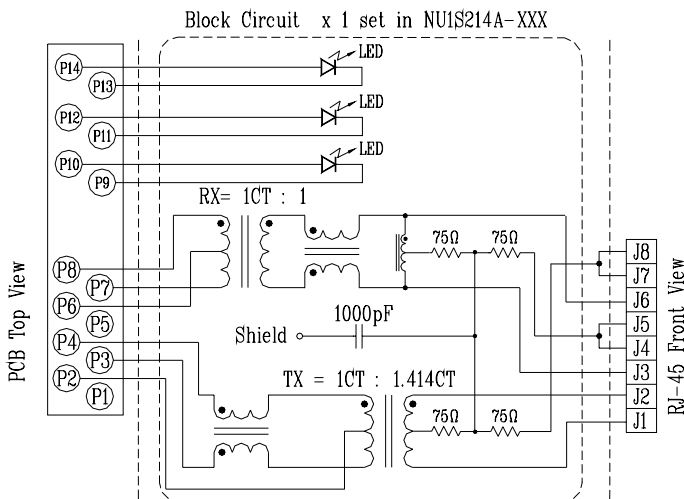 Block Circuit x 1 set in NU1S214A-XXX
P14
LED
P13
P12
LED
P11
P10
LED
P9
RX= 1CT : 1
75Ω 75Ω
J8
J7
J6
J5
J4
J3
J2
J1
P8
P7
P6
P5
P4
P3
P2
P1
1000pF
Shield
TX = 1CT : 1.414CT
75Ω 75Ω
PCB Top View
RJ-45 Front View